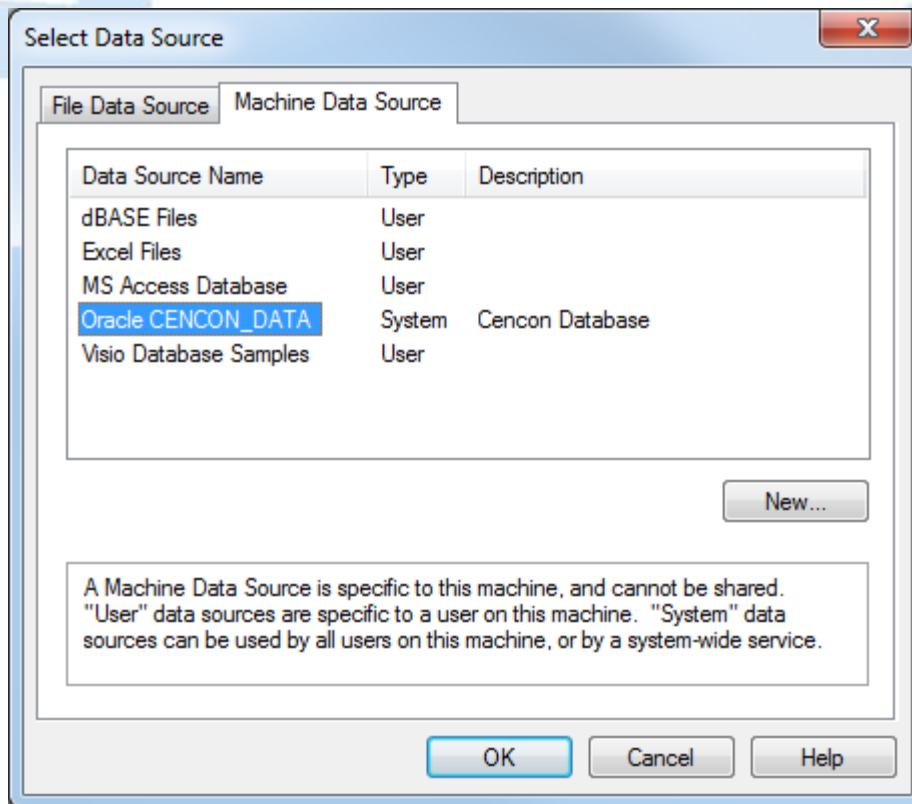 Select Data Source
File Data Source Machine Data Source
Data Source Name Type Description
dBASE Files User
Excel Files User
MS Access Database User
Oracle CENCON_DATA System Cencon Database
Visio Database Samples User
New...
A Machine Data Source is specific to this machine, and cannot be shared.
"User" data sources are specific to a user on this machine. "System" data
sources can be used by all users on this machine, or by a system-wide service.
OK Cancel Help